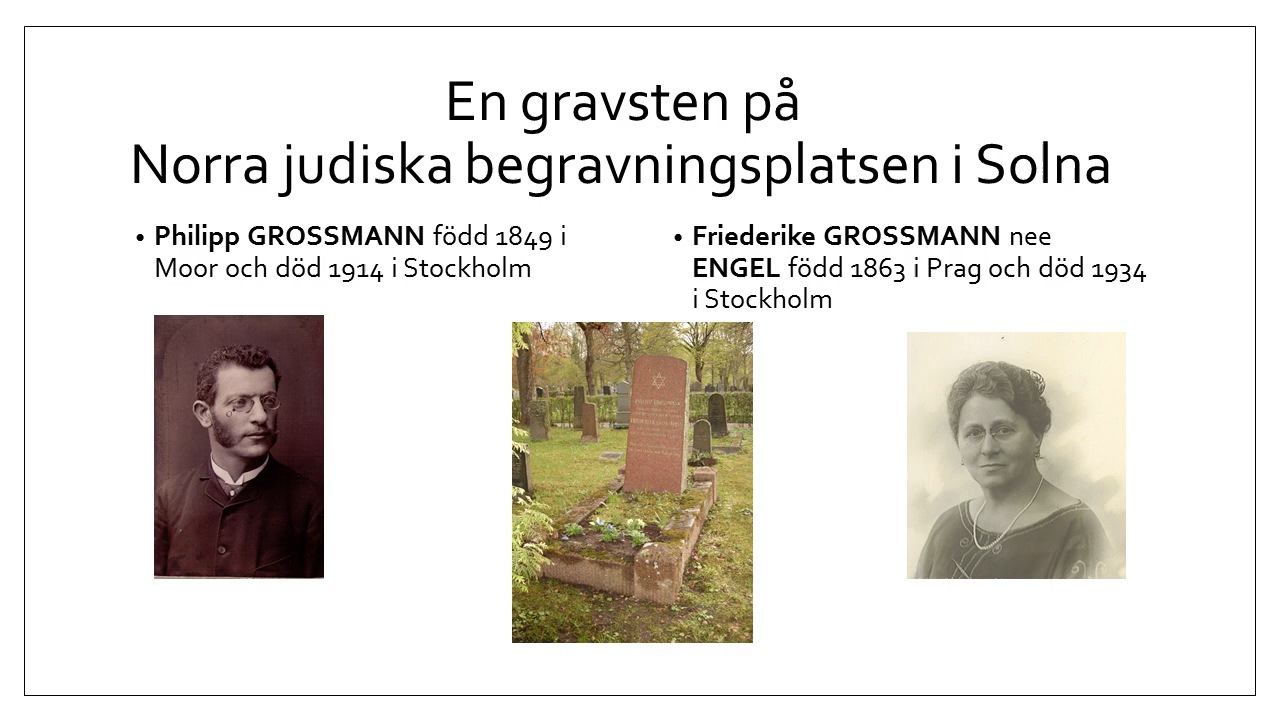 En gravsten på
Norra judiska begravningsplatsen i Solna
• Philipp GROSSMANN född 1849 i
Moor och död 1914 i Stockholm
• Friederike GROSSMANN nee
ENGEL född 1863 i Prag och död 1934
i Stockholm